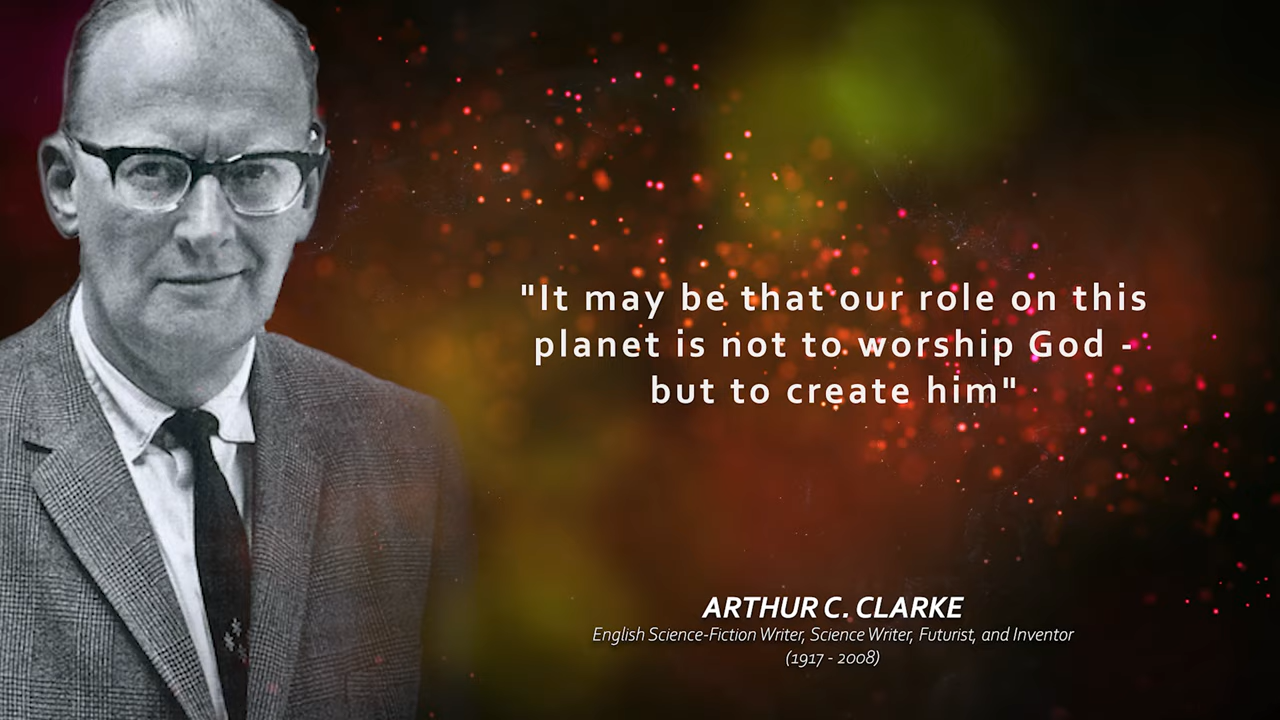 "It may be that our role on this
planet is not to worship God -
but to create him"
ARTHUR C. CLARKE
English Science-Fiction Writer, Science Writer, Futurist, and Inventor
(1917 - 2008)